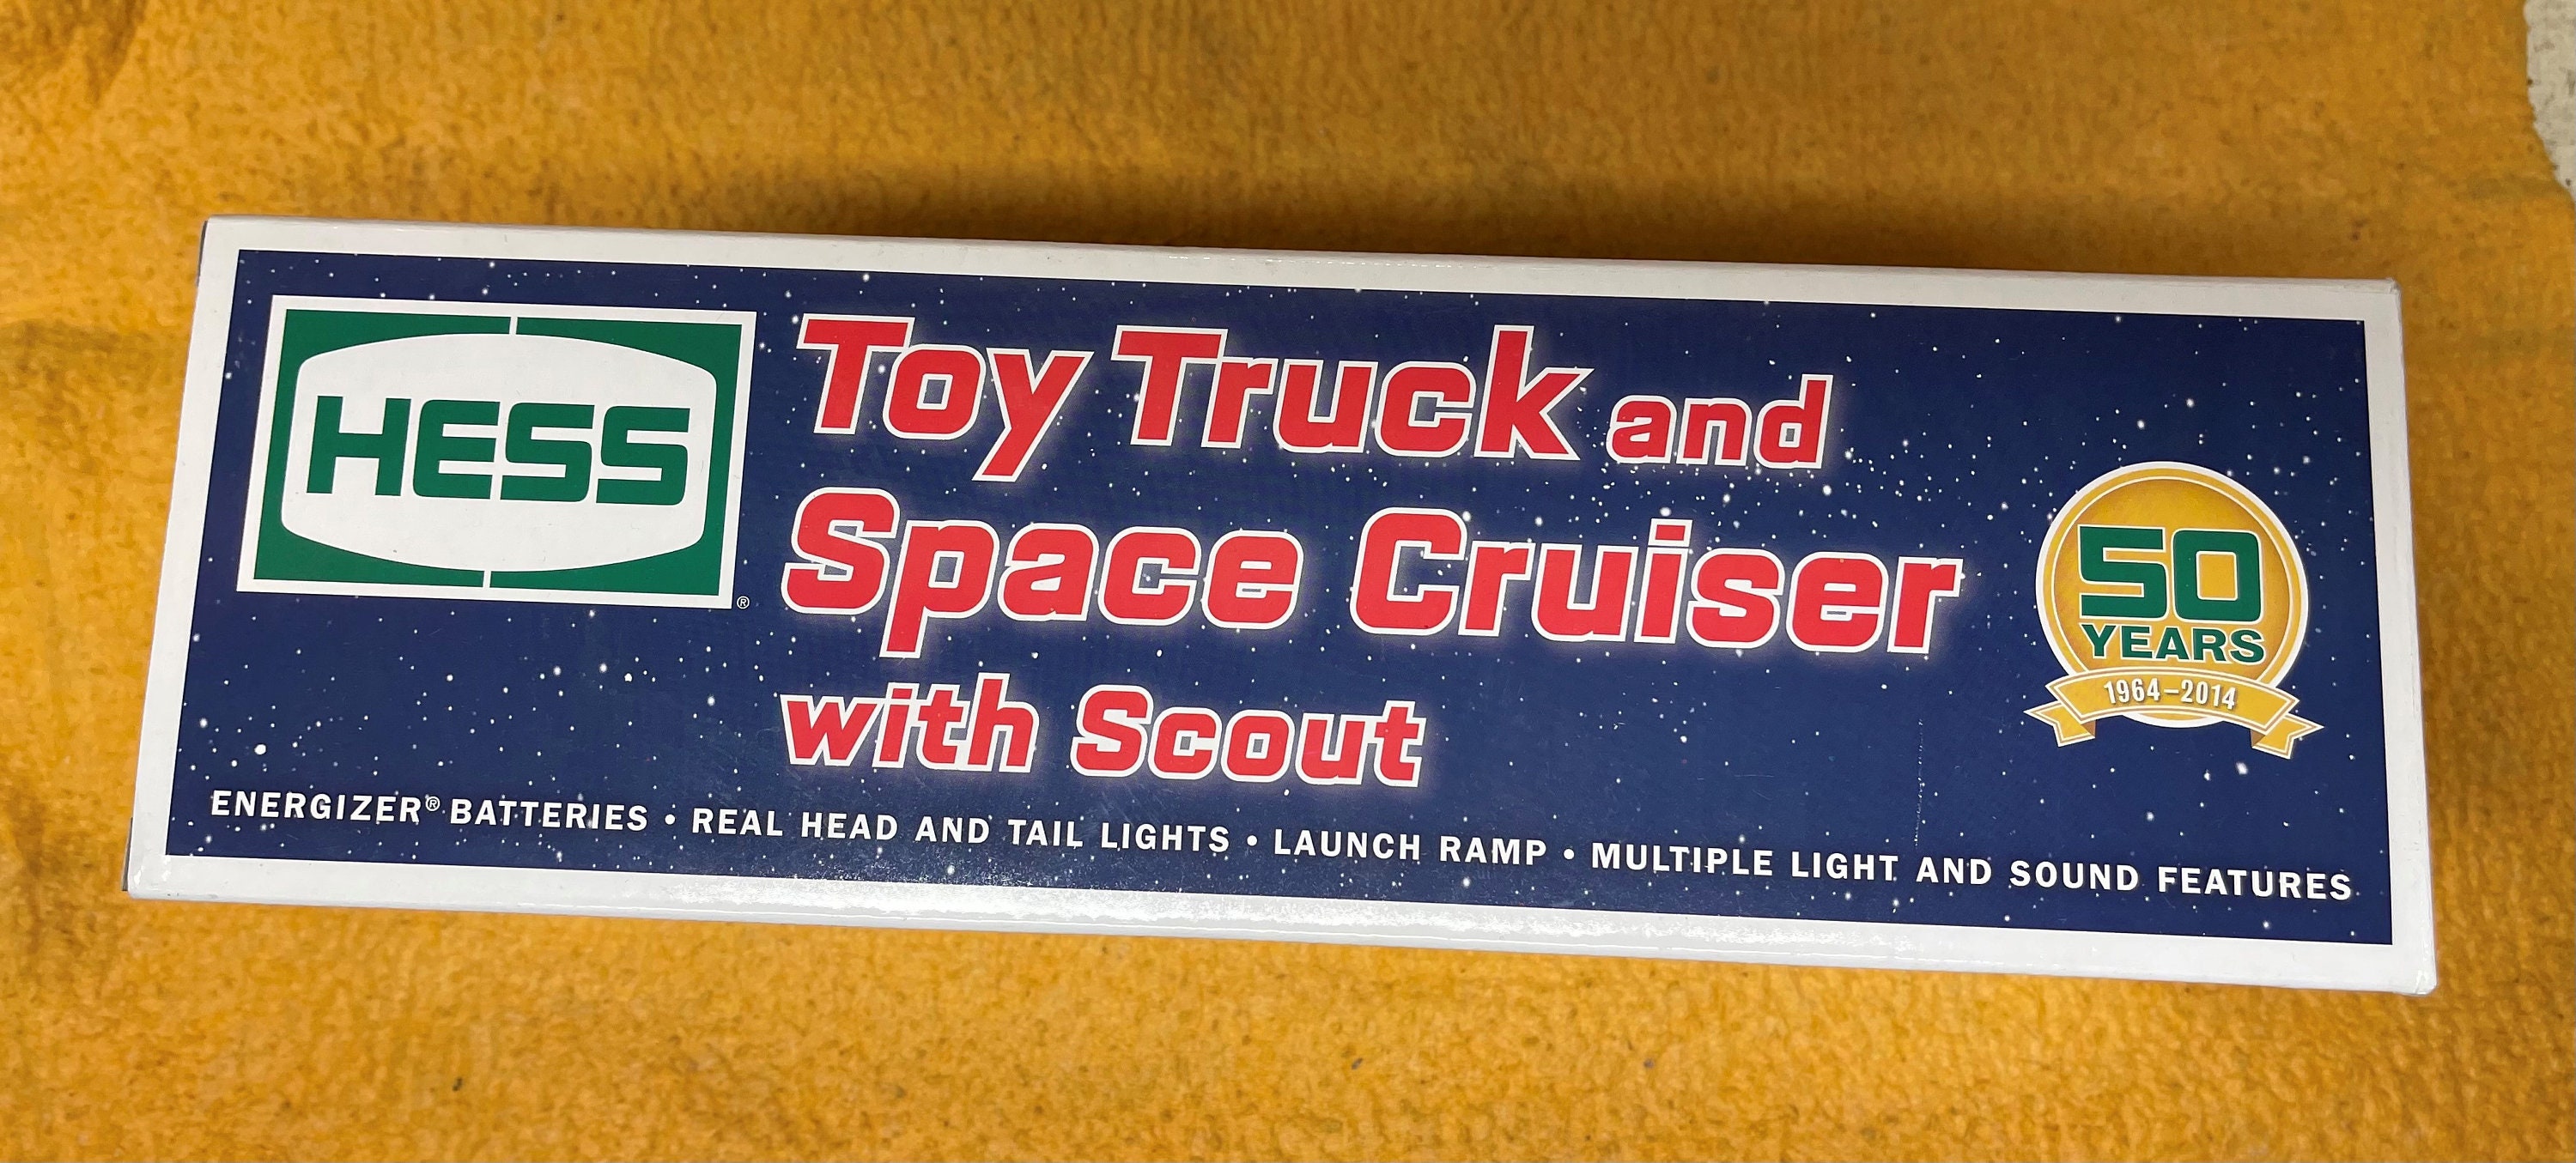 HESS®
Toy Truck and
Space Cruiser
with Scout
50
YEARS
1964-2014
ENERGIZER® BATTERIES • REAL HEAD AND TAIL LIGHTS • LAUNCH RAMP • MULTIPLE LIGHT AND SOUND FEATURES